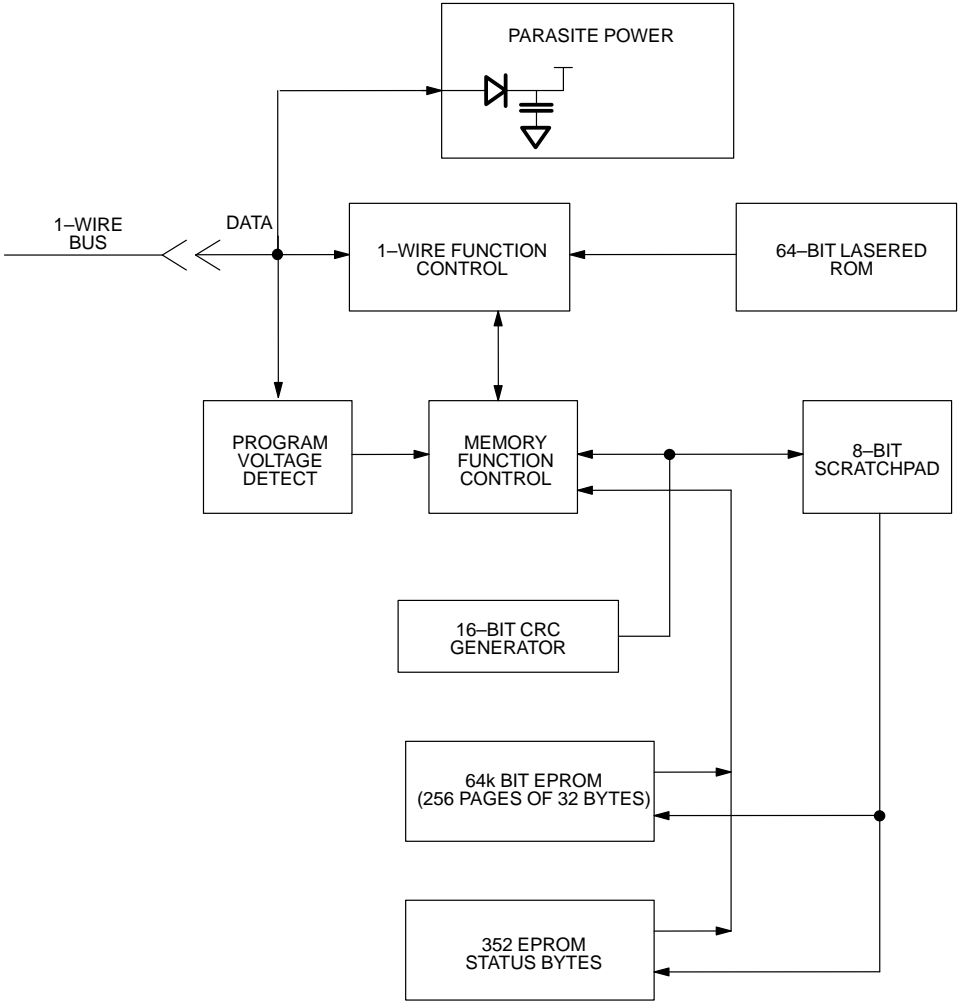 PARASITE POWER
1–WIRE
BUS
DATA
1–WIRE FUNCTION
CONTROL
64–BIT LASERED
ROM
PROGRAM
VOLTAGE
DETECT
MEMORY
FUNCTION
CONTROL
8–BIT
SCRATCHPAD
16–BIT CRC
GENERATOR
64k BIT EPROM
(256 PAGES OF 32 BYTES)
352 EPROM
STATUS BYTES